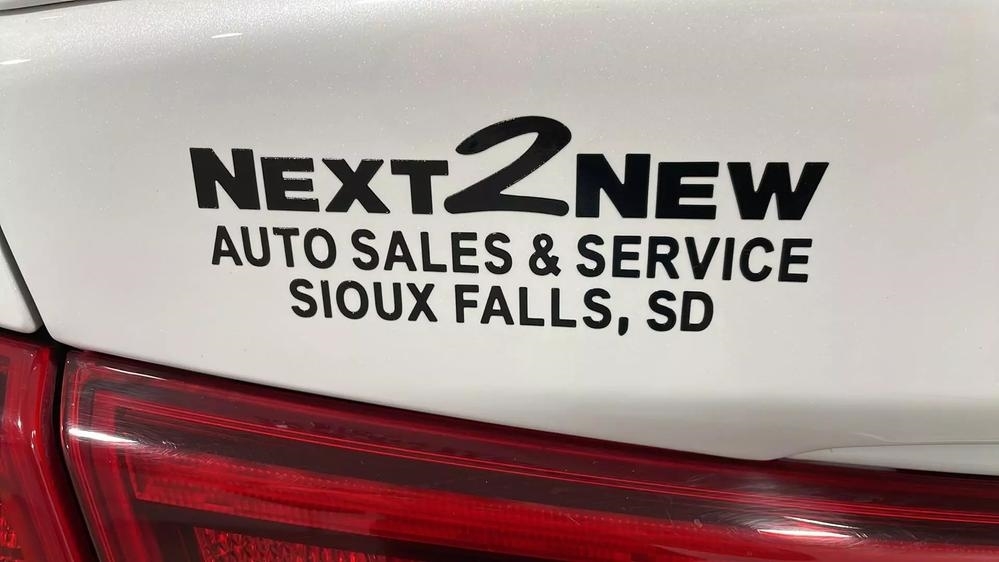 NEXT2NEW
AUTO SALES & SERVICE
SIOUX FALLS, SD